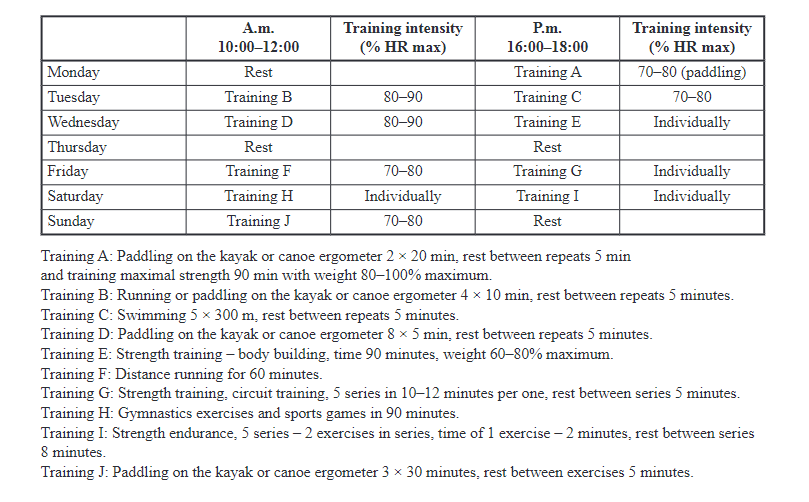 A.m. 10:00–12:00 Training intensity (% HR max) P.m. 16:00–18:00 Training intensity (% HR max)
Monday Rest Training A 70–80 (paddling)
Tuesday Training B 80–90 Training C 70–80
Wednesday Training D 80–90 Training E Individually
Thursday Rest Rest
Friday Training F 70–80 Training G Individually
Saturday Training H Individually Training I Individually
Sunday Training J 70–80 Rest
Training A: Paddling on the kayak or canoe ergometer 2 × 20 min, rest between repeats 5 min
and training maximal strength 90 min with weight 80–100% maximum.
Training B: Running or paddling on the kayak or canoe ergometer 4 × 10 min, rest between repeats 5 minutes.
Training C: Swimming 5 × 300 m, rest between repeats 5 minutes.
Training D: Paddling on the kayak or canoe ergometer 8 × 5 min, rest between repeats 5 minutes.
Training E: Strength training – body building, time 90 minutes, weight 60–80% maximum.
Training F: Distance running for 60 minutes.
Training G: Strength training, circuit training, 5 series in 10–12 minutes per one, rest between series 5 minutes.
Training H: Gymnastics exercises and sports games in 90 minutes.
Training I: Strength endurance, 5 series – 2 exercises in series, time of 1 exercise – 2 minutes, rest between series
8 minutes.
Training J: Paddling on the kayak or canoe ergometer 3 × 30 minutes, rest between exercises 5 minutes.